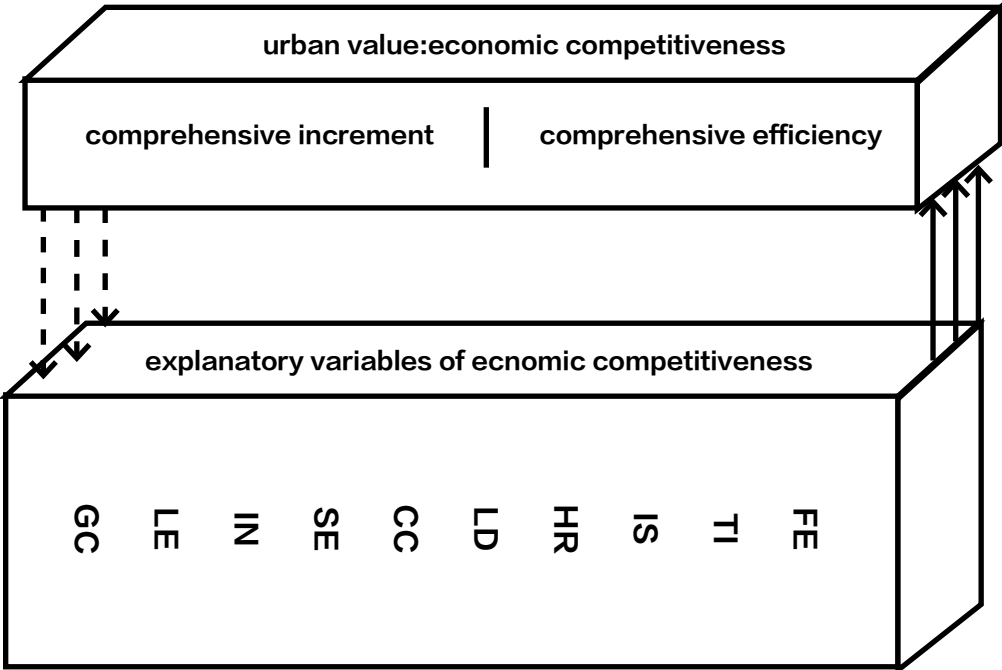 urban value:economic competitiveness
comprehensive increment
comprehensive efficiency
explanatory variables of ecnomic competitiveness
GC
LE
IN
SE
CC
LD
HR
IS
TI
FE